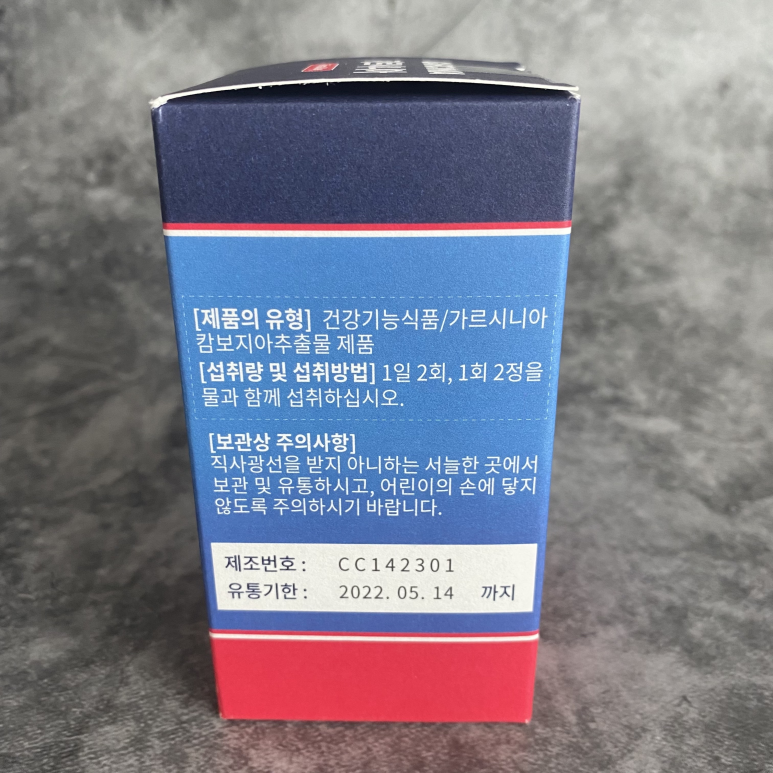 [제품의 유형] 건강기능식품/가르시니아
캄보지아추출물 제품
[섭취량 및 섭취방법] 1일 2회, 1회 2정을
물과 함께 섭취하십시오.
[보관상 주의사항]
직사광선을 받지 아니하는 서늘한 곳에서
보관 및 유통하시고, 어린이의 손에 닿지
않도록 주의하시기 바랍니다.
제조번호 : CC142301
유통기한 : 2022. 05. 14 까지